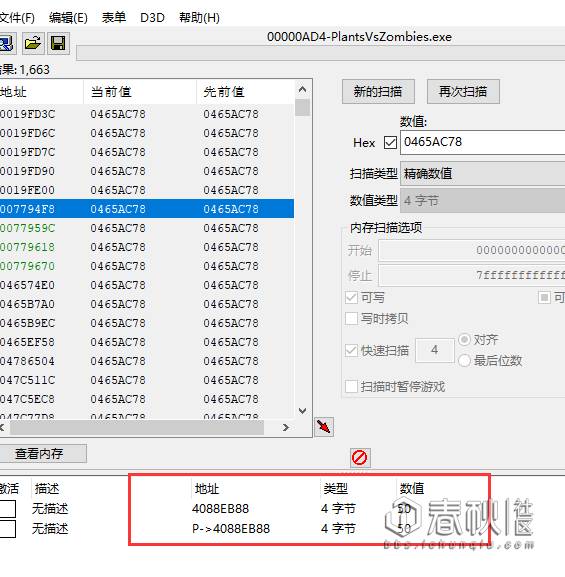 文件(F) 编辑(E) 表单 D3D 帮助(H)
00000AD4-PlantsVsZombies.exe
结果: 1,663
地址 当前值 先前值
0019FD3C 0465AC78 0465AC78
0019FD6C 0465AC78 0465AC78
0019FD7C 0465AC78 0465AC78
0019FD90 0465AC78 0465AC78
0019FE00 0465AC78 0465AC78
007794F8 0465AC78 0465AC78
0077959C 0465AC78 0465AC78
00779618 0465AC78 0465AC78
00779670 0465AC78 0465AC78
046574E0 0465AC78 0465AC78
0465B7A0 0465AC78 0465AC78
0465B9EC 0465AC78 0465AC78
0465EF58 0465AC78 0465AC78
04786504 0465AC78 0465AC78
047C511C 0465AC78 0465AC78
047C5EC8 0465AC78 0465AC78
047C77D8 0465AC78 0465AC78
新的扫描 再次扫描
数值:
Hex 0465AC78
扫描类型 精确数值
数值类型 4 字节
内存扫描选项
开始 0000000000000
停止 7ffffffffffff
可写 可
写时拷贝
快速扫描 4 对齐
最后位数
扫描时暂停游戏
查看内存
激活 描述 地址 类型 数值
无描述 4088EB88 4 字节 50
无描述 P->4088EB88 4 字节 50
春秋社区
bbs.ichunqiu.com